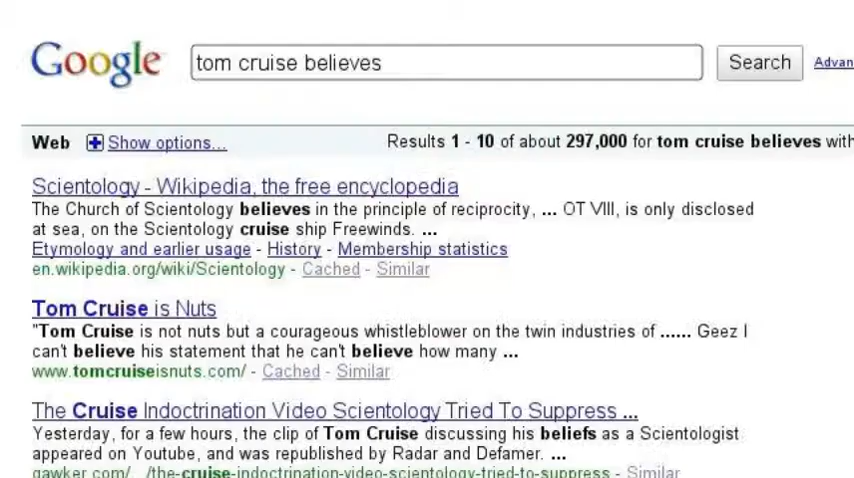 Google tom cruise believes Search Advan
Web Show options... Results 1 - 10 of about 297,000 for tom cruise believes with
Scientology - Wikipedia, the free encyclopedia
The Church of Scientology believes in the principle of reciprocity, ... OT VIII, is only disclosed
at sea, on the Scientology cruise ship Freewinds. ...
Etymology and earlier usage - History - Membership statistics
en.wikipedia.org/wiki/Scientology - Cached - Similar
Tom Cruise is Nuts
"Tom Cruise is not nuts but a courageous whistleblower on the twin industries of ...... Geez I
can't believe his statement that he can't believe how many ...
www.tomcruiseisnuts.com/ - Cached - Similar
The Cruise Indoctrination Video Scientology Tried To Suppress ...
Yesterday, for a few hours, the clip of Tom Cruise discussing his beliefs as a Scientologist
appeared on Youtube, and was republished by Radar and Defamer. ...
gawker.com/.../the-cruise-indoctrination-video-scientology-tried-to-suppress - Similar